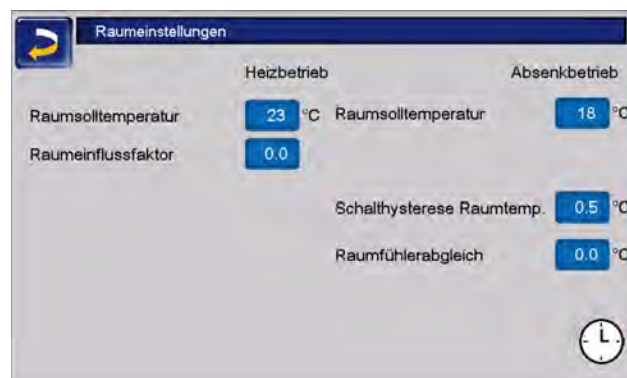 Raumeinstellungen
Heizbetrieb Absenkbetrieb
Raumsolltemperatur 23 °C Raumsolltemperatur 18 °C
Raumeinflussfaktor 0.0
Schalthysterese Raumtemp. 0.5 °C
Raumfühlerabgleich 0.0 °C